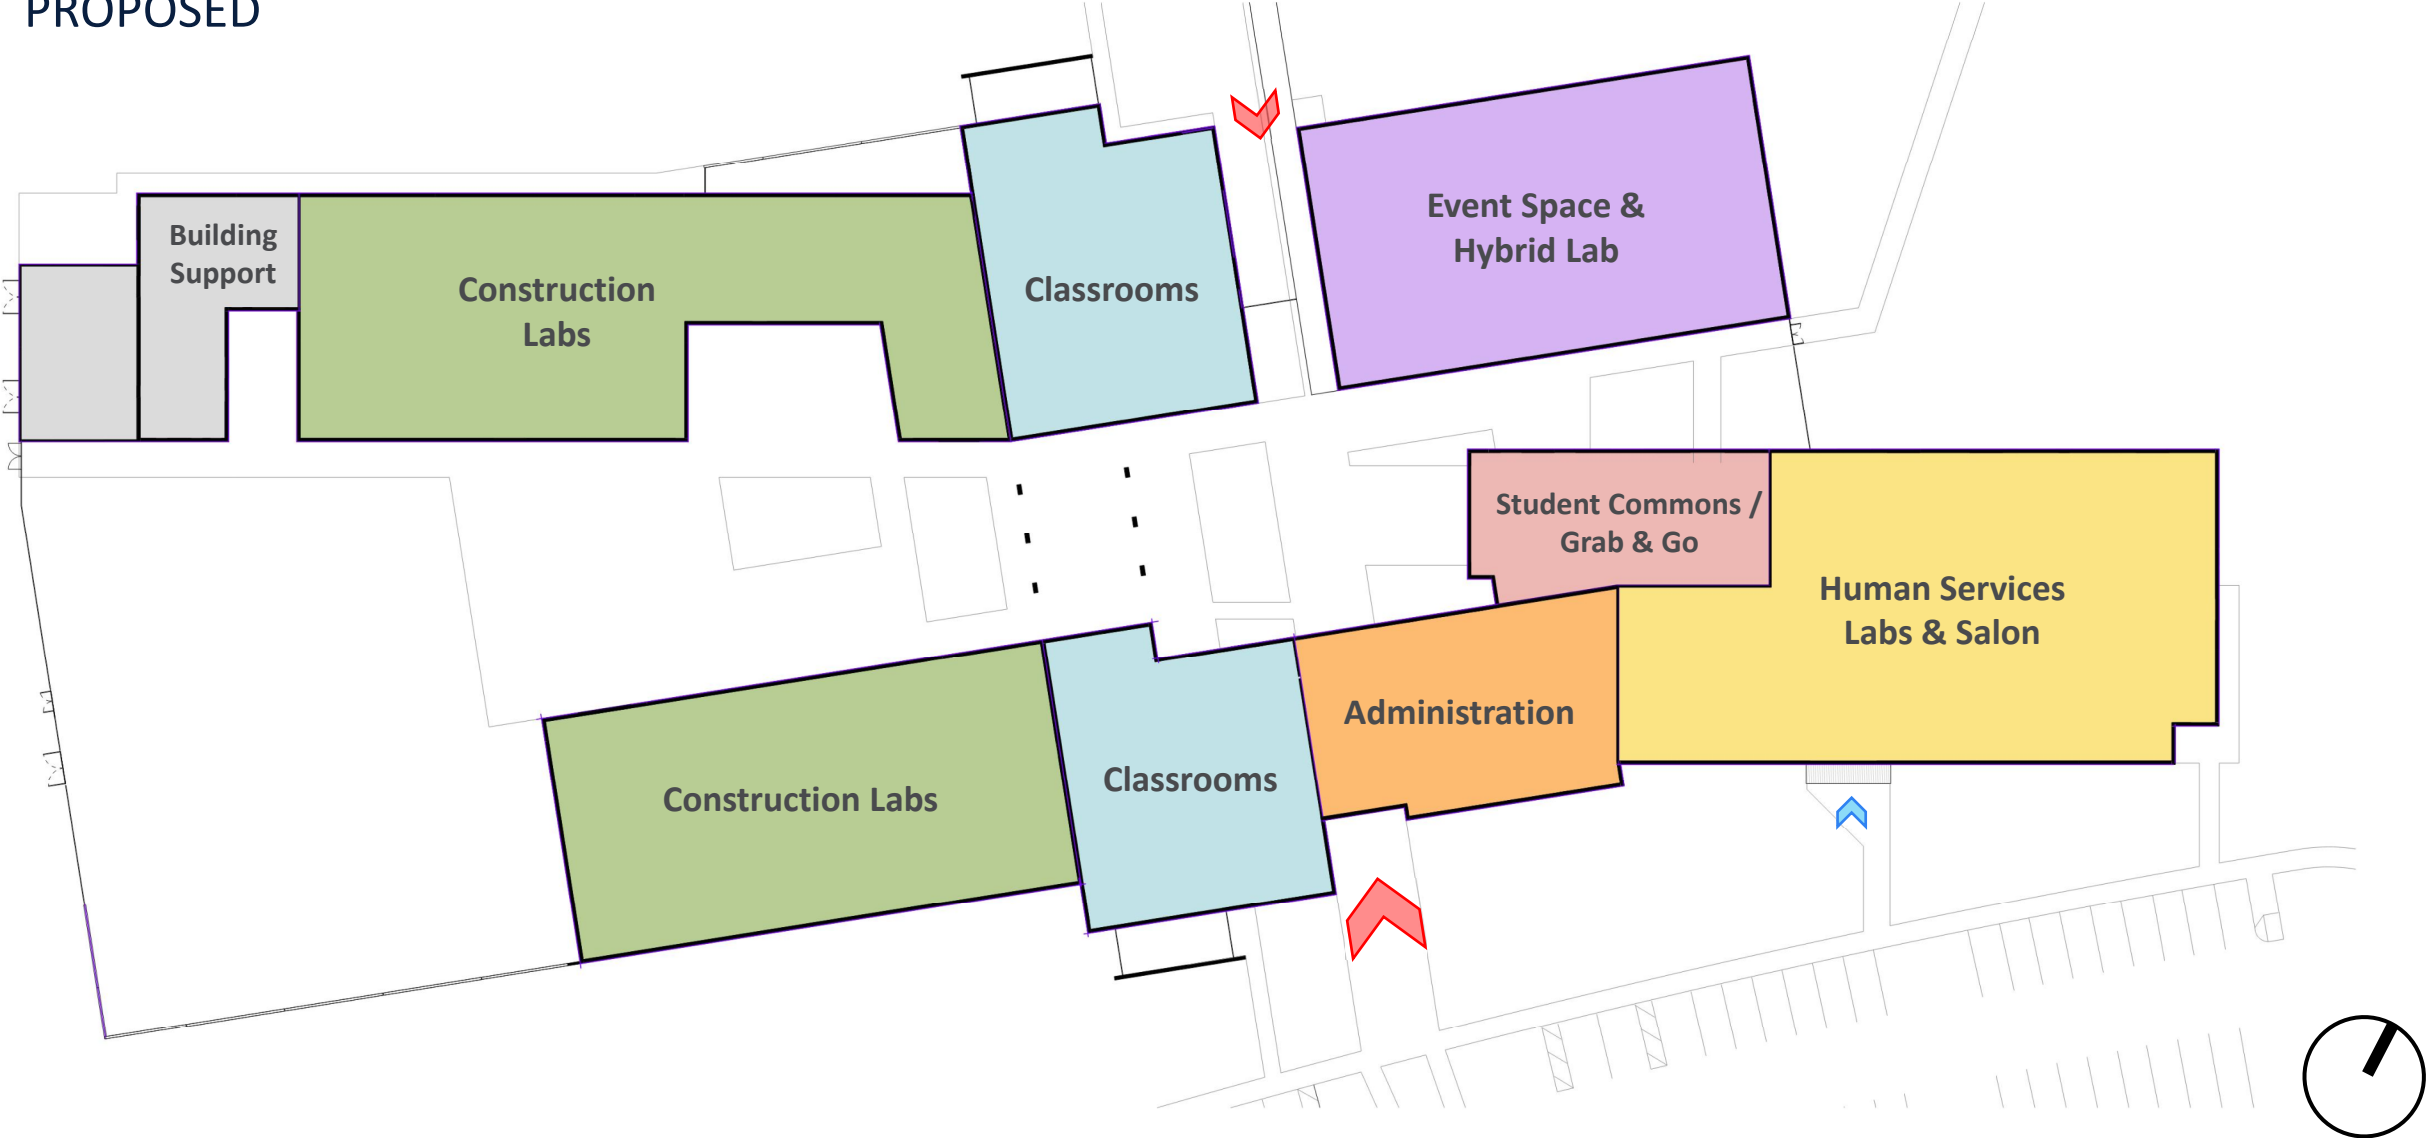 PROPOSED
Building
Support
Construction
Labs
Classrooms
Event Space &
Hybrid Lab
Student Commons /
Grab & Go
Human Services
Labs & Salon
Administration
Classrooms
Construction Labs